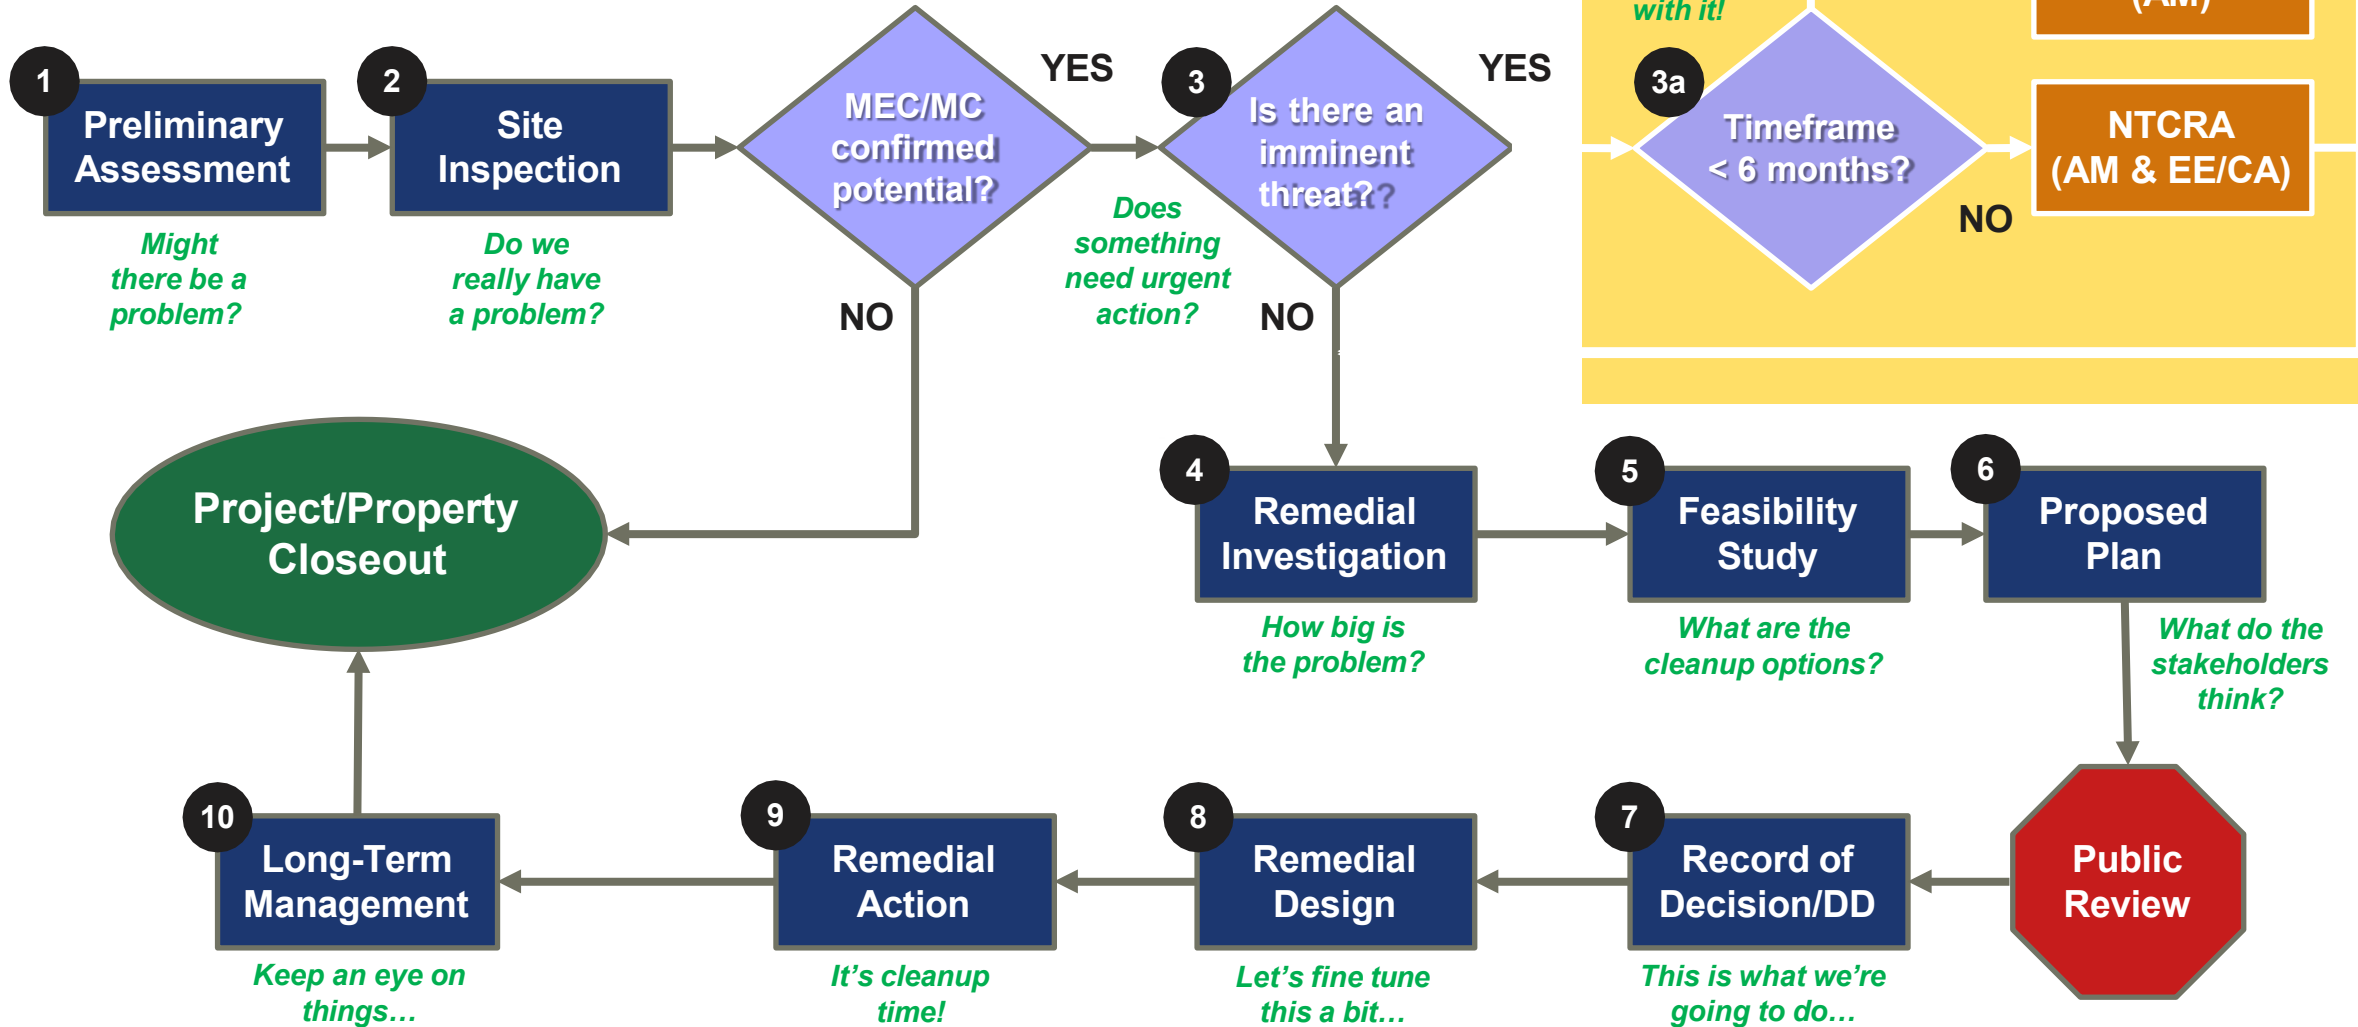 with it!
(AM)
1
Preliminary
Assessment
Might
there be a
problem?
2
Site
Inspection
Do we
really have
a problem?
MEC/MC
confirmed
potential?
YES
NO
Does
something
need urgent
action?
3
Is there an
imminent
threat?
YES
NO
3a
Timeframe
< 6 months?
NO
NTCRA
(AM & EE/CA)
Project/Property
Closeout
4
Remedial
Investigation
How big is
the problem?
5
Feasibility
Study
What are the
cleanup options?
6
Proposed
Plan
What do the
stakeholders
think?
Public
Review
7
Record of
Decision/DD
This is what we're
going to do…
8
Remedial
Design
Let's fine tune
this a bit…
9
Remedial
Action
It's cleanup
time!
10
Long-Term
Management
Keep an eye on
things…